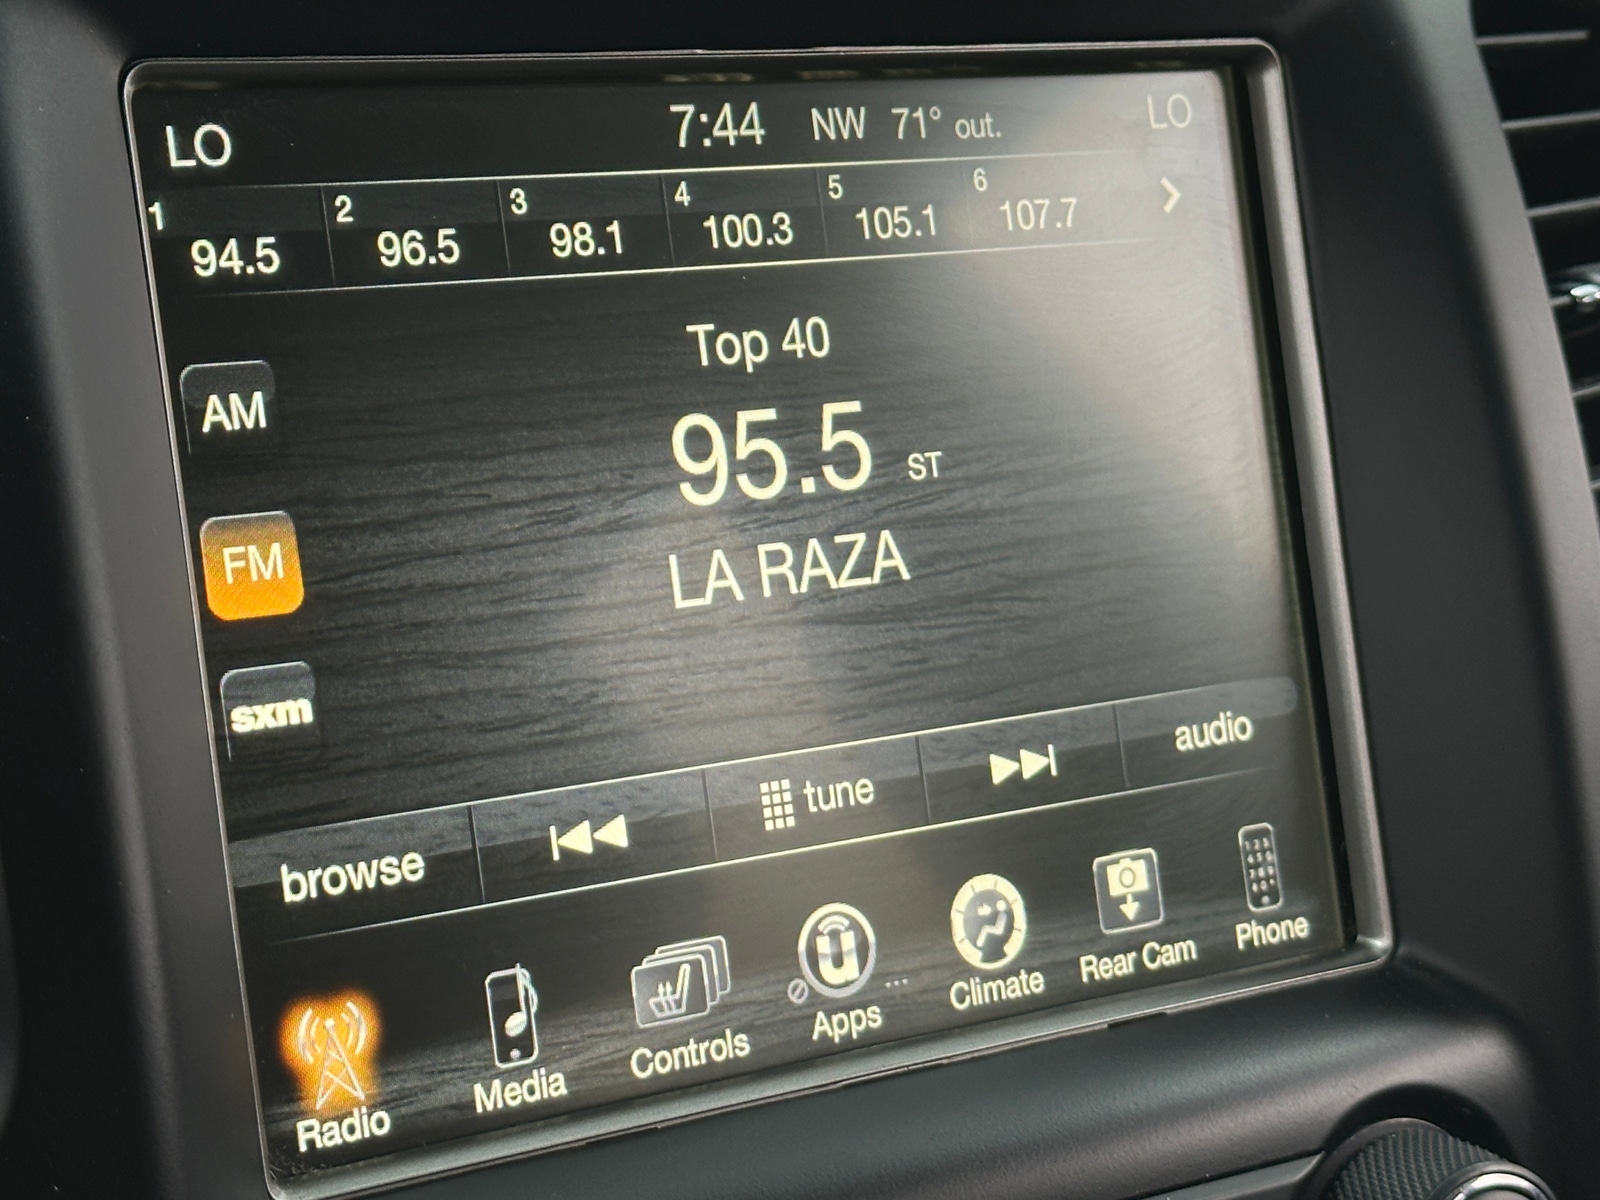 LO 7:44 NW 71° out. LO
1 2 3 4 5 6
94.5 96.5 98.1 100.3 105.1 107.7
Top 40
AM
95.5 ST
FM
LA RAZA
sxm
browse tune audio
Radio Media Controls Apps Climate Rear Cam Phone